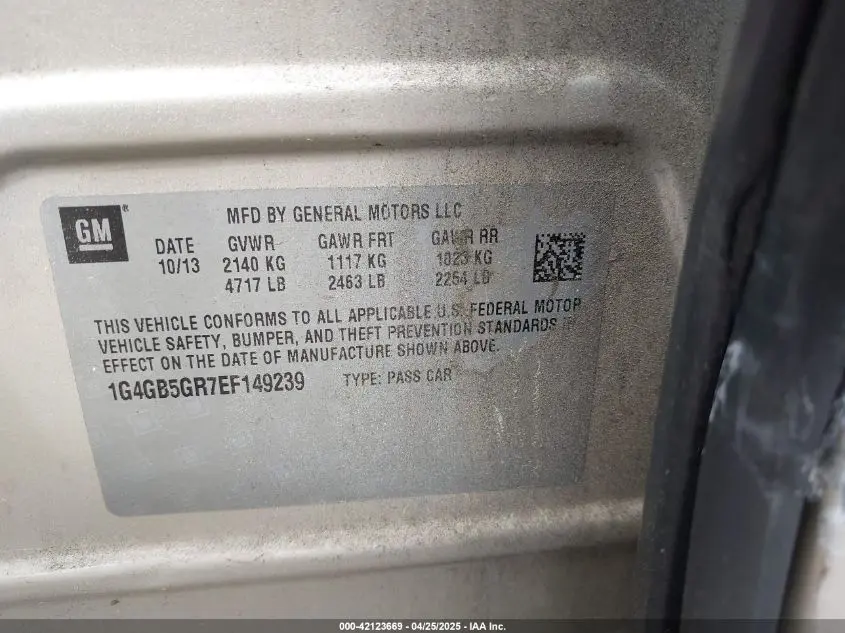 GM®
MFD BY GENERAL MOTORS LLC
DATE GVWR GAWR FRT GAWR RR
10/13 2140 KG 1117 KG 1023 KG
4717 LB 2463 LB 2254 LB
THIS VEHICLE CONFORMS TO ALL APPLICABLE U.S. FEDERAL MOTOR
VEHICLE SAFETY, BUMPER, AND THEFT PREVENTION STANDARDS IN
EFFECT ON THE DATE OF MANUFACTURE SHOWN ABOVE.
1G4GB5GR7EF149239 TYPE: PASS CAR
000-42123669 - 04/25/2025 - IAA Inc.